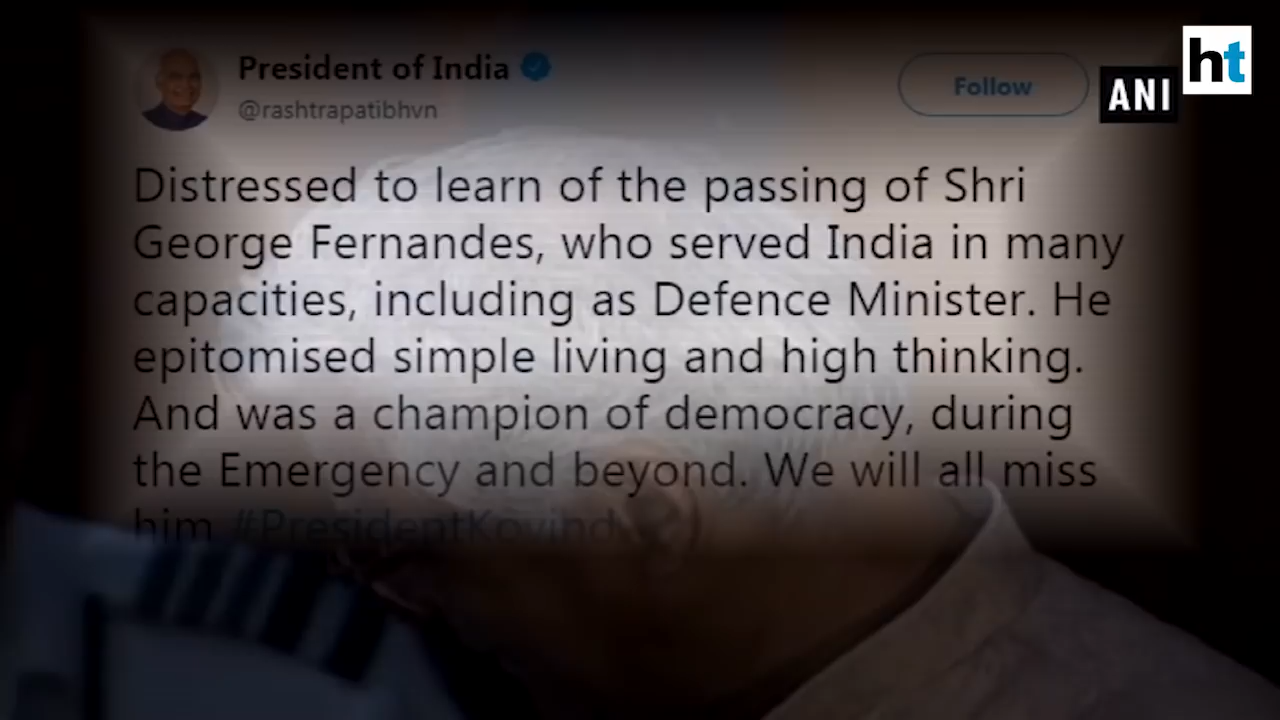 President of India
@rashtrapatibhvn
Follow
ANI
ht
Distressed to learn of the passing of Shri
George Fernandes, who served India in many
capacities, including as Defence Minister. He
epitomised simple living and high thinking.
And was a champion of democracy, during
the Emergency and beyond. We will all miss
him #PresidentKovind